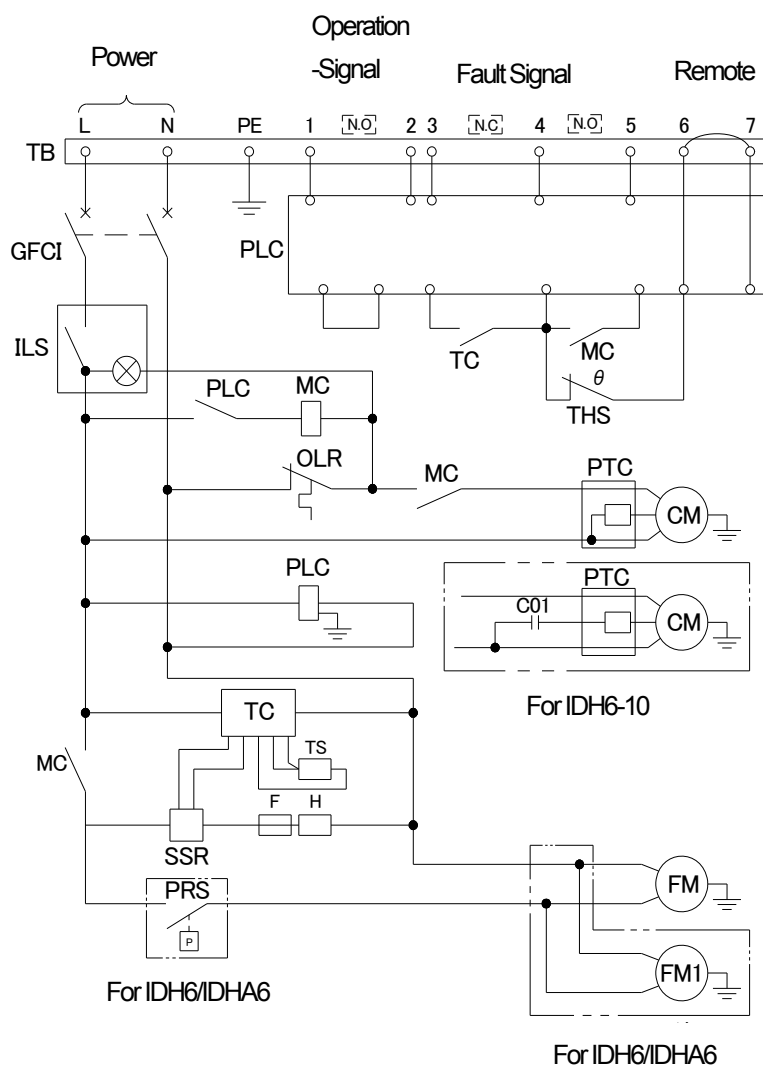 Operation
-Signal
Power
Fault Signal
Remote
L N PE 1 [N.O] 2 3 [N.C] 4 [N.O] 5 6 7
TB
GFCI
PLC
ILS
TC
MC
θ
THS
PLC
MC
OLR
MC
PTC
CM
PLC
PTC
C01
CM
For IDH6-10
TC
MC
TS
F H
SSR
PRS
P
FM
FM1
For IDH6/IDHA6
For IDH6/IDHA6